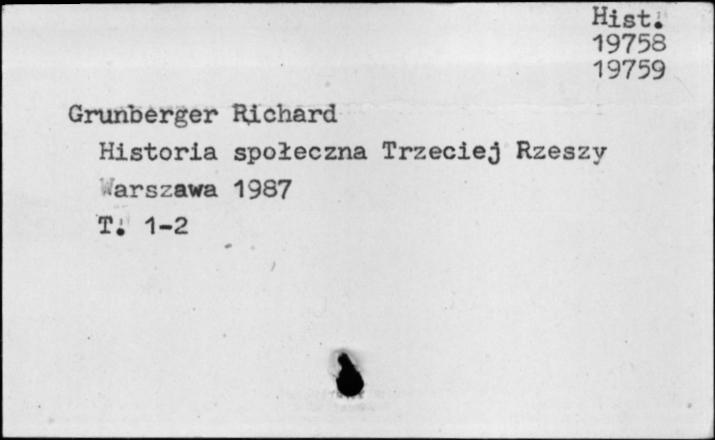 Hist.
19758
19759
Grunberger Richard
Historia społeczna Trzeciej Rzeszy
Warszawa 1987
T. 1-2